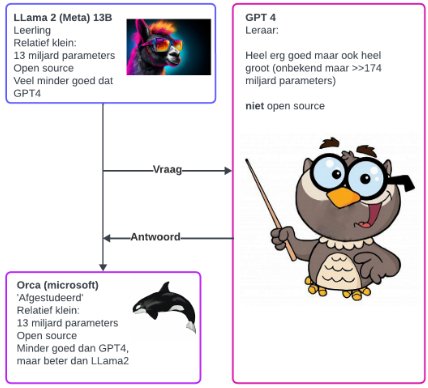 LLama 2 (Meta) 13B
Leerling
Relatief klein:
13 miljard parameters
Open source
Veel minder goed dat
GPT4
GPT 4
Leraar:
Heel erg goed maar ook heel
groot (onbekend maar >>174
miljard parameters)
niet open source
Vraag
Antwoord
Orca (microsoft)
'Afgestudeerd'
Relatief klein:
13 miljard parameters
Open source
Minder goed dan GPT4,
maar beter dan LLama2